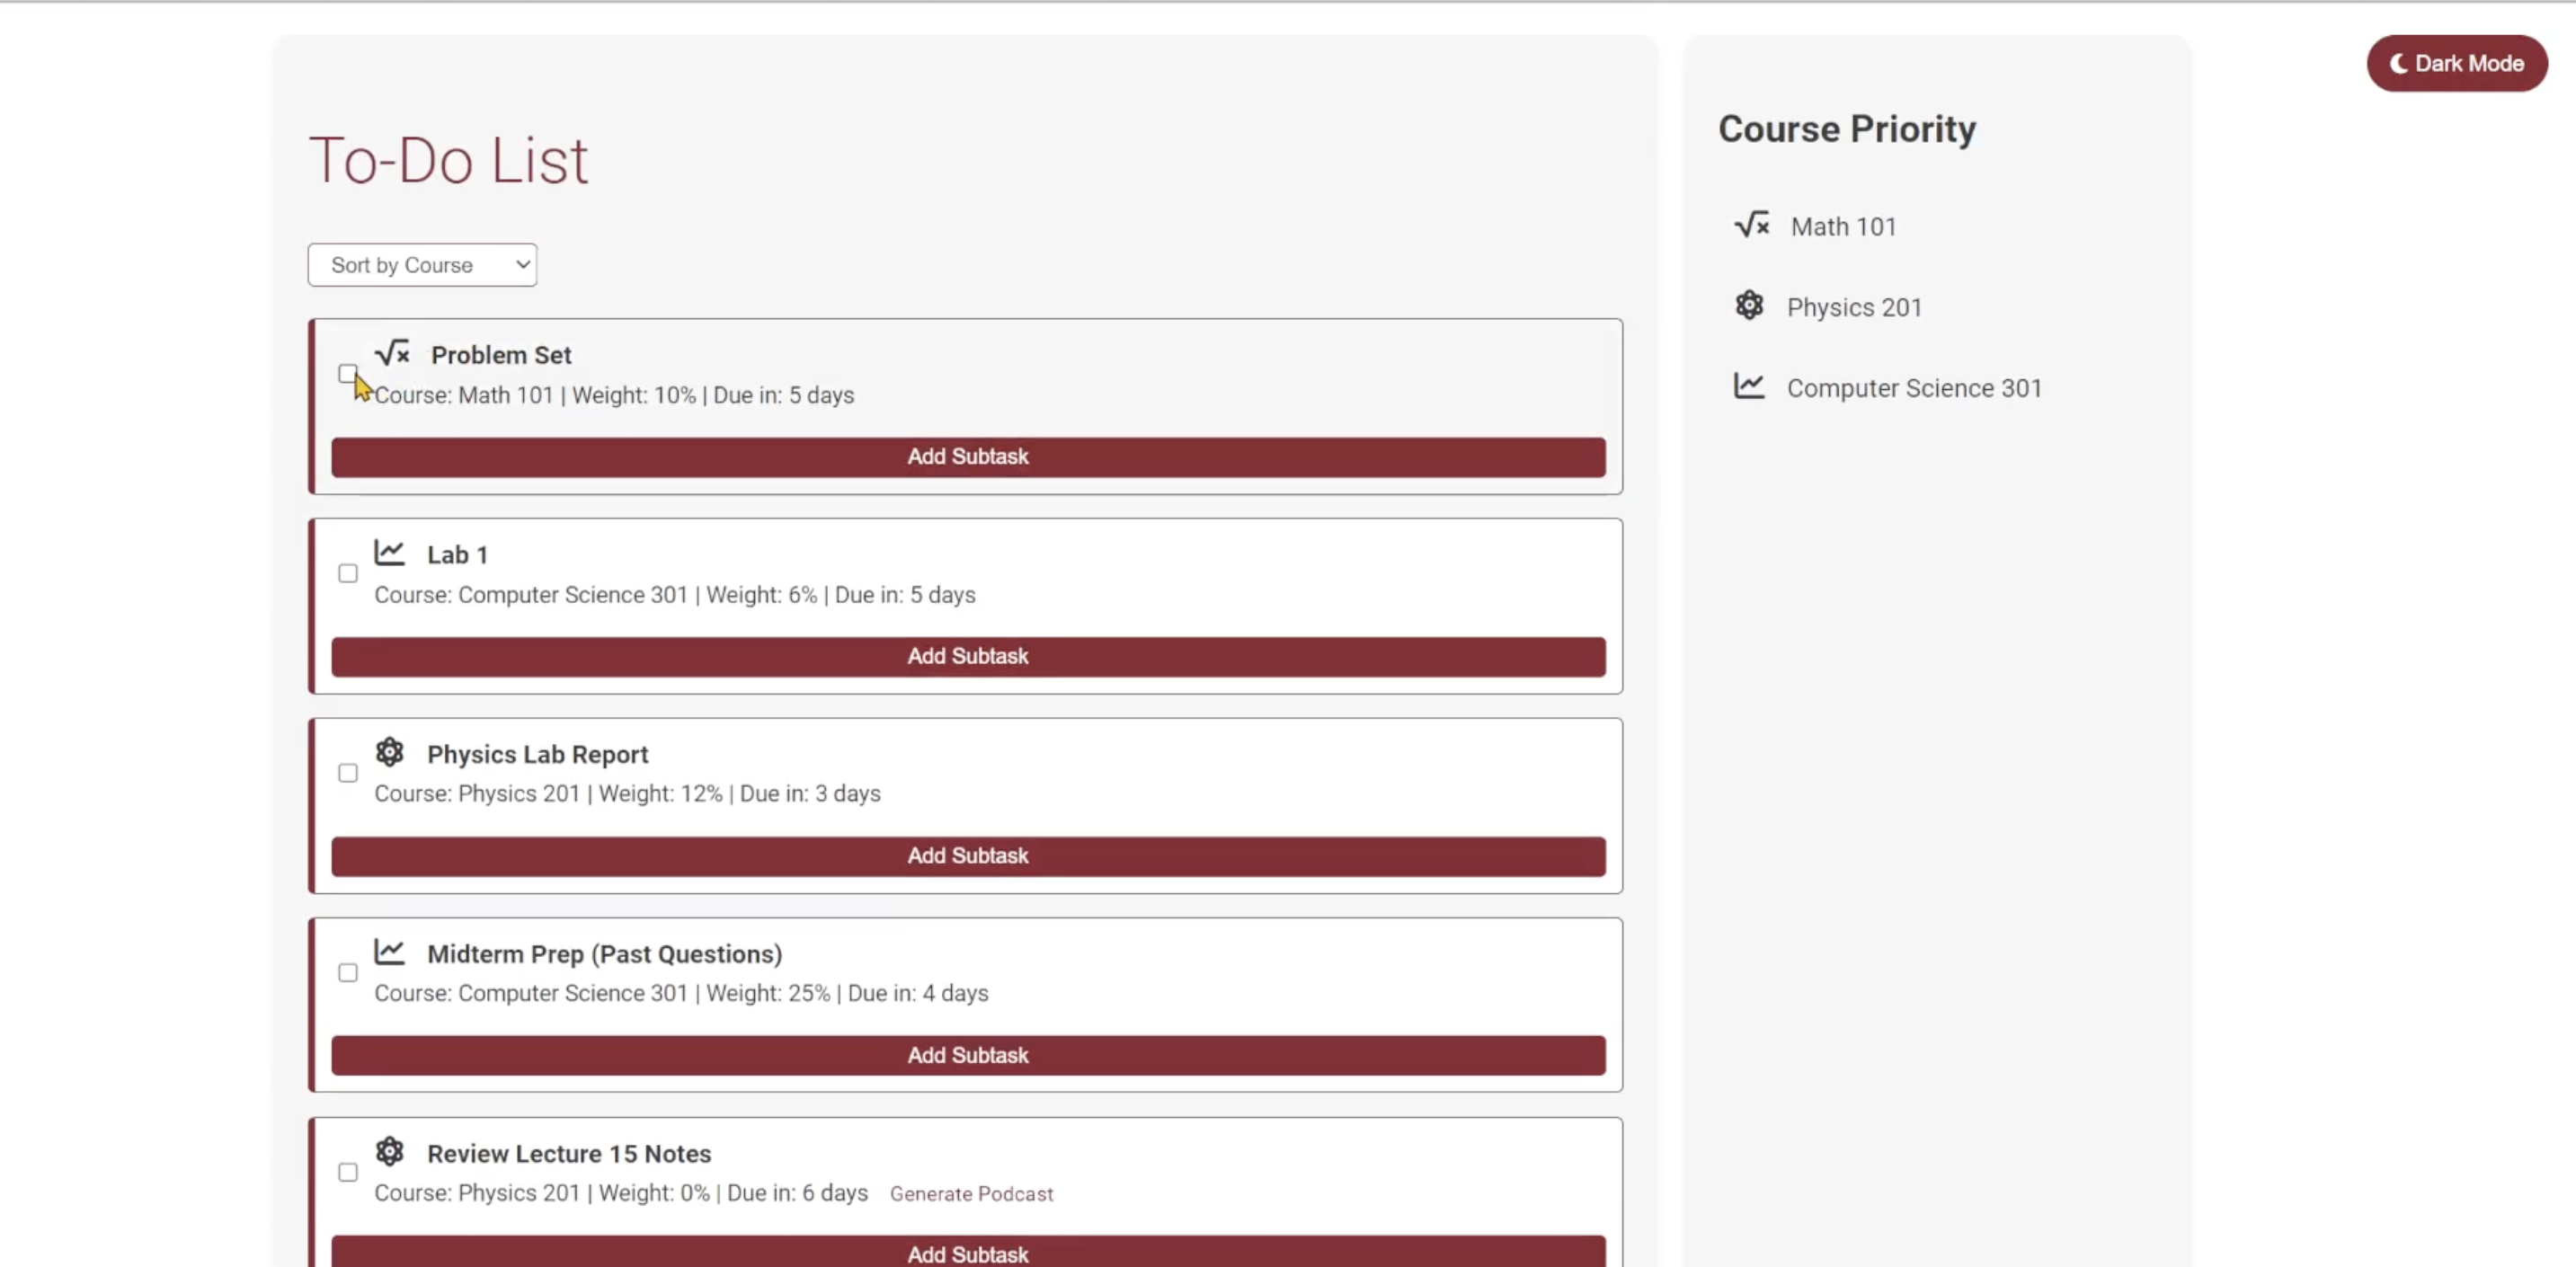 Dark Mode
To-Do List
Sort by Course
Problem Set
Course: Math 101 | Weight: 10% | Due in: 5 days
Add Subtask
Lab 1
Course: Computer Science 301 | Weight: 6% | Due in: 5 days
Add Subtask
Physics Lab Report
Course: Physics 201 | Weight: 12% | Due in: 3 days
Add Subtask
Midterm Prep (Past Questions)
Course: Computer Science 301 | Weight: 25% | Due in: 4 days
Add Subtask
Review Lecture 15 Notes
Course: Physics 201 | Weight: 0% | Due in: 6 days Generate Podcast
Add Subtask
Course Priority
Math 101
Physics 201
Computer Science 301